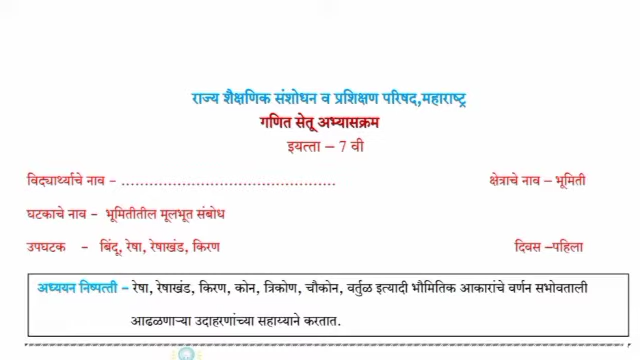 राज्य शैक्षणिक संशोधन व प्रशिक्षण परिषद,महाराष्ट्र
गणित सेतू अभ्यासक्रम
इयत्ता – 7 वी
विद्यार्थ्याचे नाव – ............................................. क्षेत्राचे नाव – भूमिती
घटकाचे नाव – भूमितीतील मूलभूत संबोध
उपघटक – बिंदू, रेषा, रेषाखंड, किरण दिवस –पहिला
अध्ययन निष्पत्ती – रेषा, रेषाखंड, किरण, कोन, त्रिकोण, चौकोन, वर्तुळ इत्यादी भौमितिक आकारांचे वर्णन सभोवताली
आढळणाऱ्या उदाहरणांच्या सहाय्याने करतात.